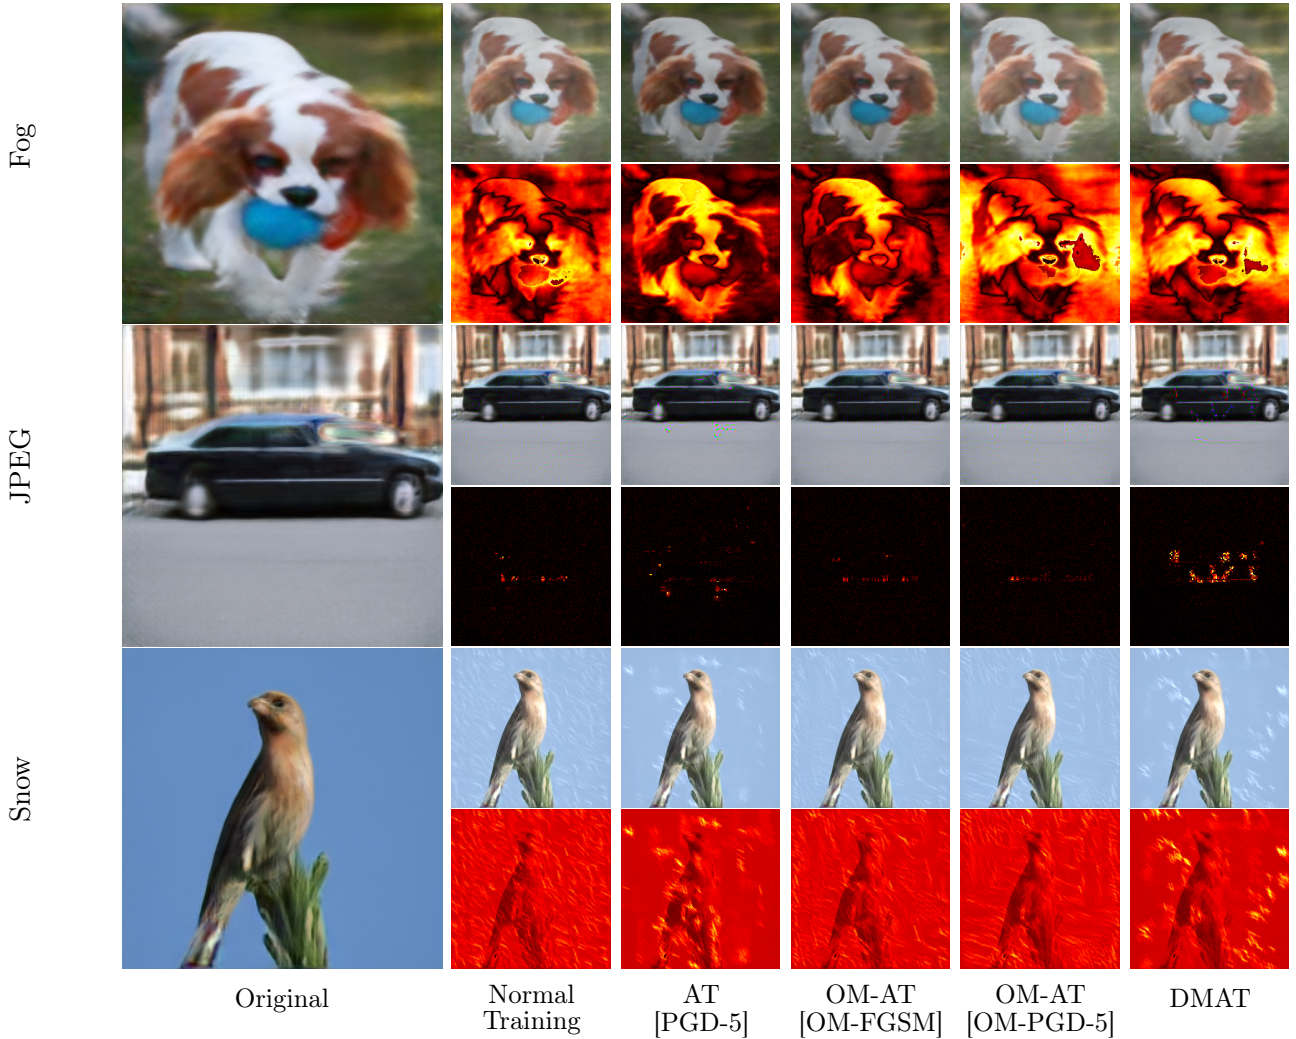 Fog
JPEG
Snow
Original
Normal
Training
AT
[PGD-5]
OM-AT
[OM-FGSM]
OM-AT
[OM-PGD-5]
DMAT